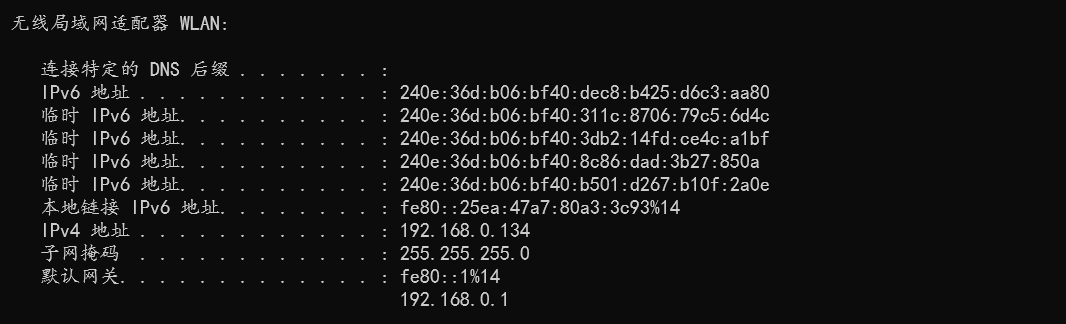 无线局域网适配器 WLAN:
连接特定的 DNS 后缀 . . . . . . . :
IPv6 地址 . . . . . . . . . . . . : 240e:36d:b06:bf40:dec8:b425:d6c3:aa80
临时 IPv6 地址. . . . . . . . . . : 240e:36d:b06:bf40:311c:8706:79c5:6d4c
临时 IPv6 地址. . . . . . . . . . : 240e:36d:b06:bf40:3db2:14fd:ce4c:a1bf
临时 IPv6 地址. . . . . . . . . . : 240e:36d:b06:bf40:8c86:dad:3b27:850a
临时 IPv6 地址. . . . . . . . . . : 240e:36d:b06:bf40:b501:d267:b10f:2a0e
本地链接 IPv6 地址. . . . . . . . : fe80::25ea:47a7:80a3:3c93%14
IPv4 地址 . . . . . . . . . . . . : 192.168.0.134
子网掩码  . . . . . . . . . . . . : 255.255.255.0
默认网关. . . . . . . . . . . . . : fe80::1%14
192.168.0.1